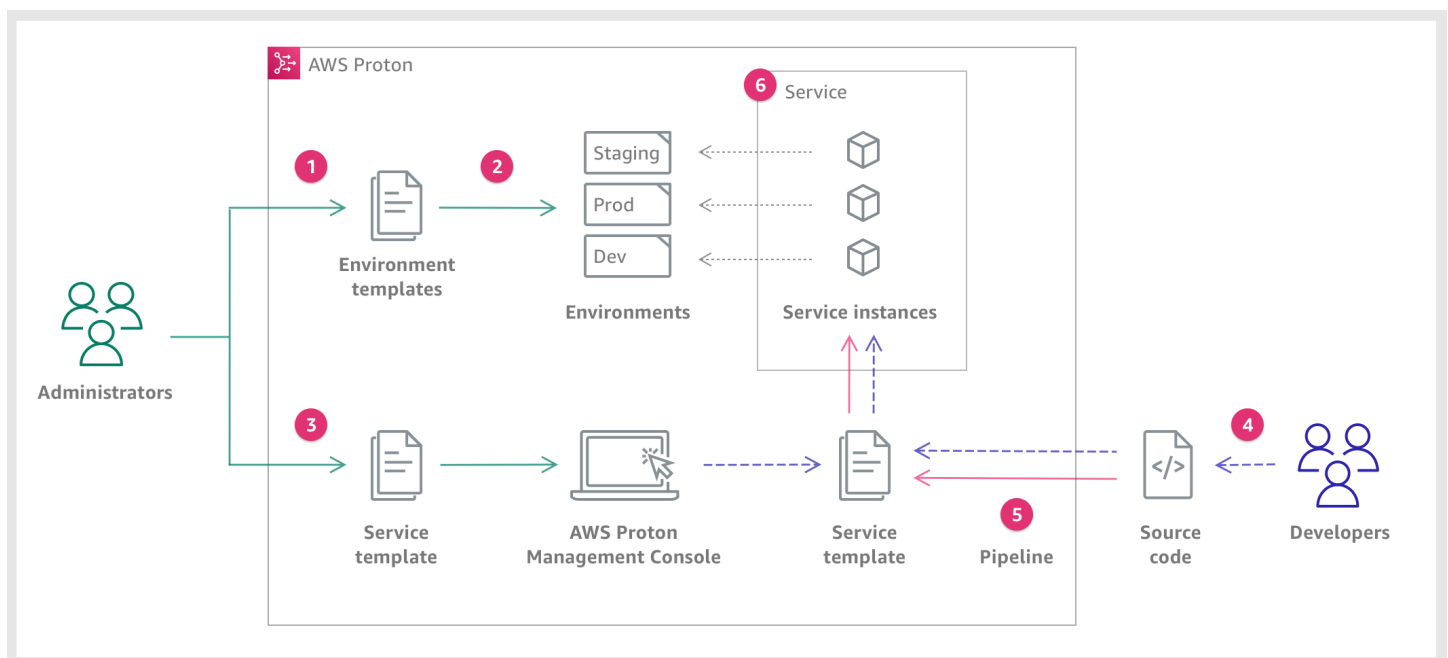 AWS Proton
6
Service
1
2
Staging
Prod
Dev
Environment
templates
Environments
Service instances
Administrators
3
4
</>
5
Service
template
AWS Proton
Management Console
Service
template
Pipeline
Source
code
Developers